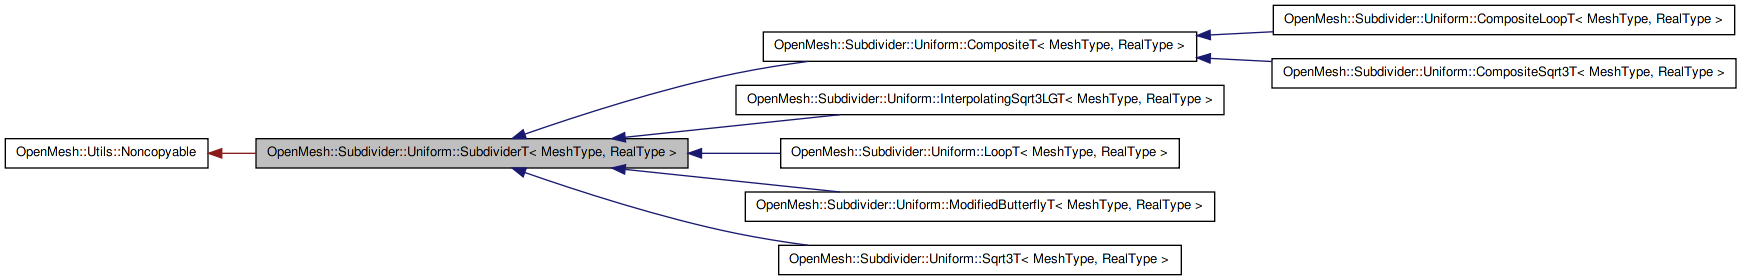 OpenMesh::Subdivider::Uniform::CompositeLoopT< MeshType, RealType >
OpenMesh::Subdivider::Uniform::CompositeT< MeshType, RealType >
OpenMesh::Subdivider::Uniform::CompositeSqrt3T< MeshType, RealType >
OpenMesh::Subdivider::Uniform::InterpolatingSqrt3LGT< MeshType, RealType >
OpenMesh::Utils::Noncopyable
OpenMesh::Subdivider::Uniform::SubdividerT< MeshType, RealType >
OpenMesh::Subdivider::Uniform::LoopT< MeshType, RealType >
OpenMesh::Subdivider::Uniform::ModifiedButterflyT< MeshType, RealType >
OpenMesh::Subdivider::Uniform::Sqrt3T< MeshType, RealType >